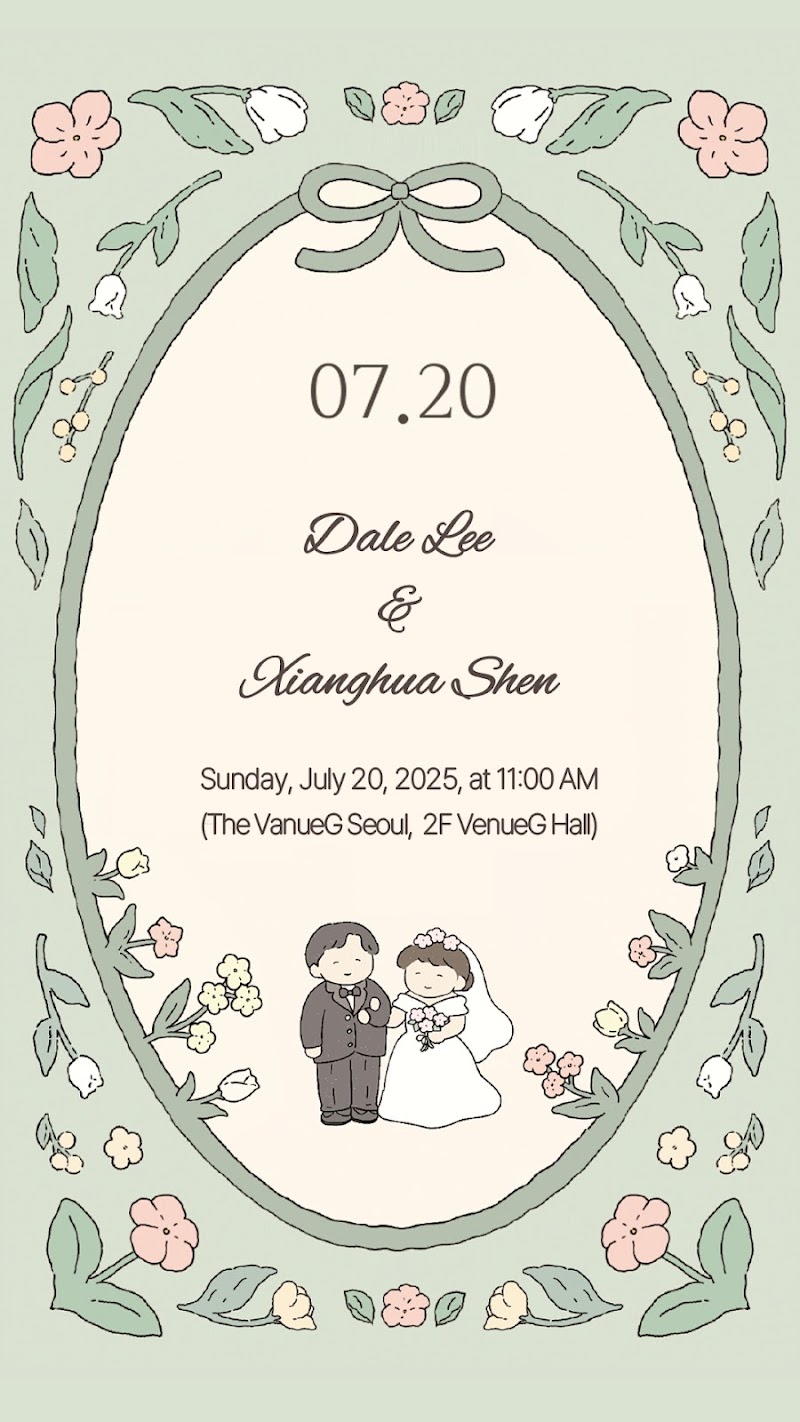 07.20
Dale Lee
&
Xianghua Shen
Sunday, July 20, 2025, at 11:00 AM
(The VanueG Seoul, 2F VenueG Hall)